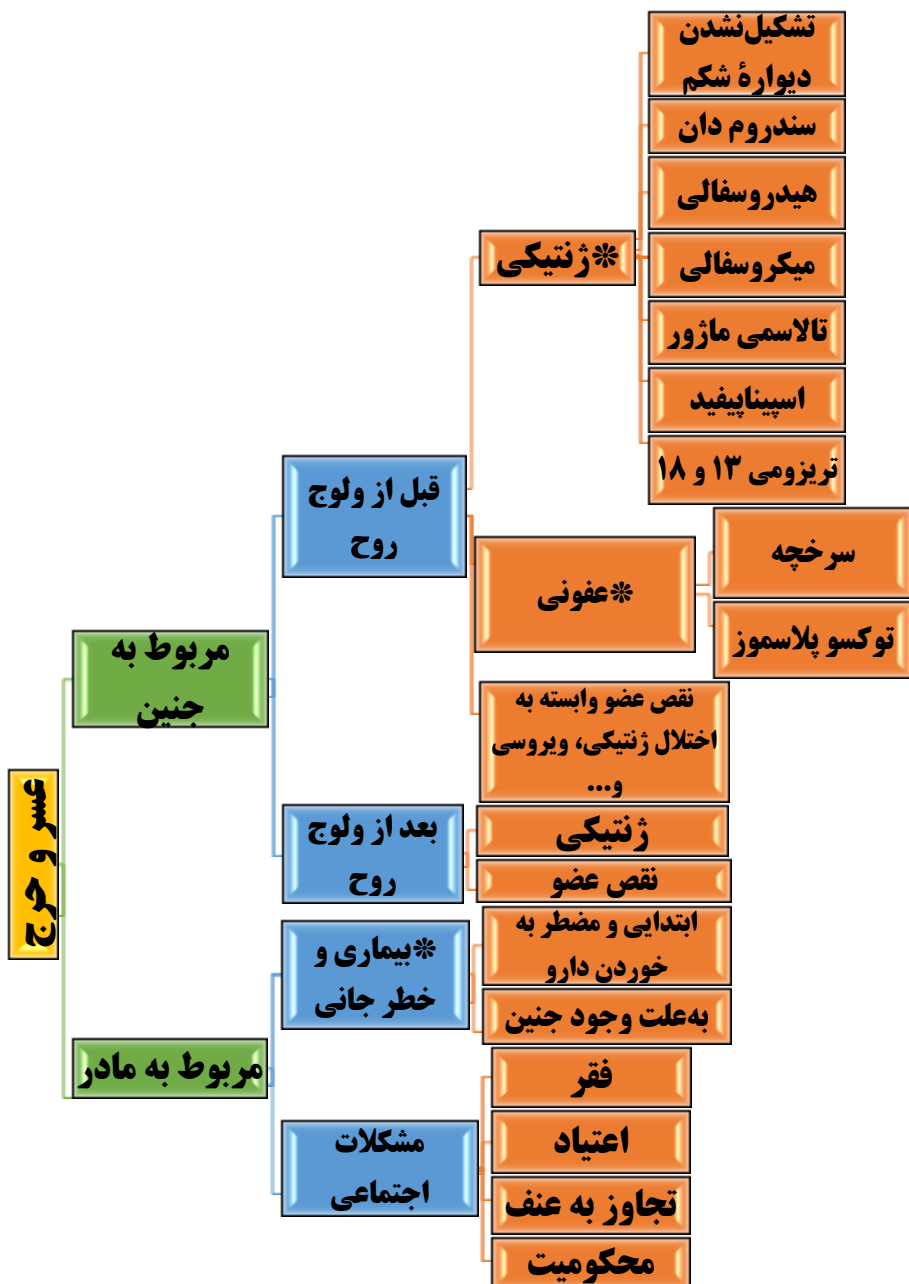 عسر و حرج
مربوط به
جنین
قبل از ولوج
روح
*ژنتیکی
تشکیل‌نشدن
دیوارهٔ شکم
سندروم دان
هیدروسفالی
میکروسفالی
تالاسمی ماژور
اسپیناپیفید
تریزومی ۱۳ و ۱۸
*عفونی
سرخچه
توکسو پلاسموز
نقص عضو وابسته به
اختلال ژنتیکی، ویروسی
و...
بعد از ولوج
روح
ژنتیکی
نقص عضو
مربوط به مادر
*بیماری و
خطر جانی
ابتدایی و مضطر به
خوردن دارو
به‌علت وجود جنین
مشکلات
اجتماعی
فقر
اعتیاد
تجاوز به عنف
محکومیت